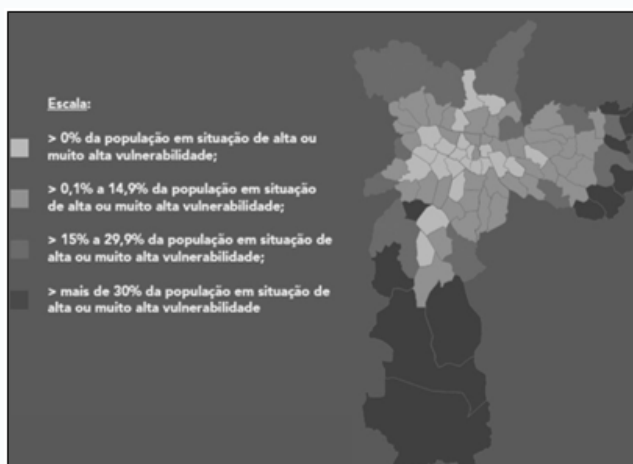 Escala:
> 0% da população em situação de alta ou
muito alta vulnerabilidade;
> 0,1% a 14,9% da população em situação
de alta ou muito alta vulnerabilidade;
> 15% a 29,9% da população em situação de
alta ou muito alta vulnerabilidade;
> mais de 30% da população em situação de
alta ou muito alta vulnerabilidade